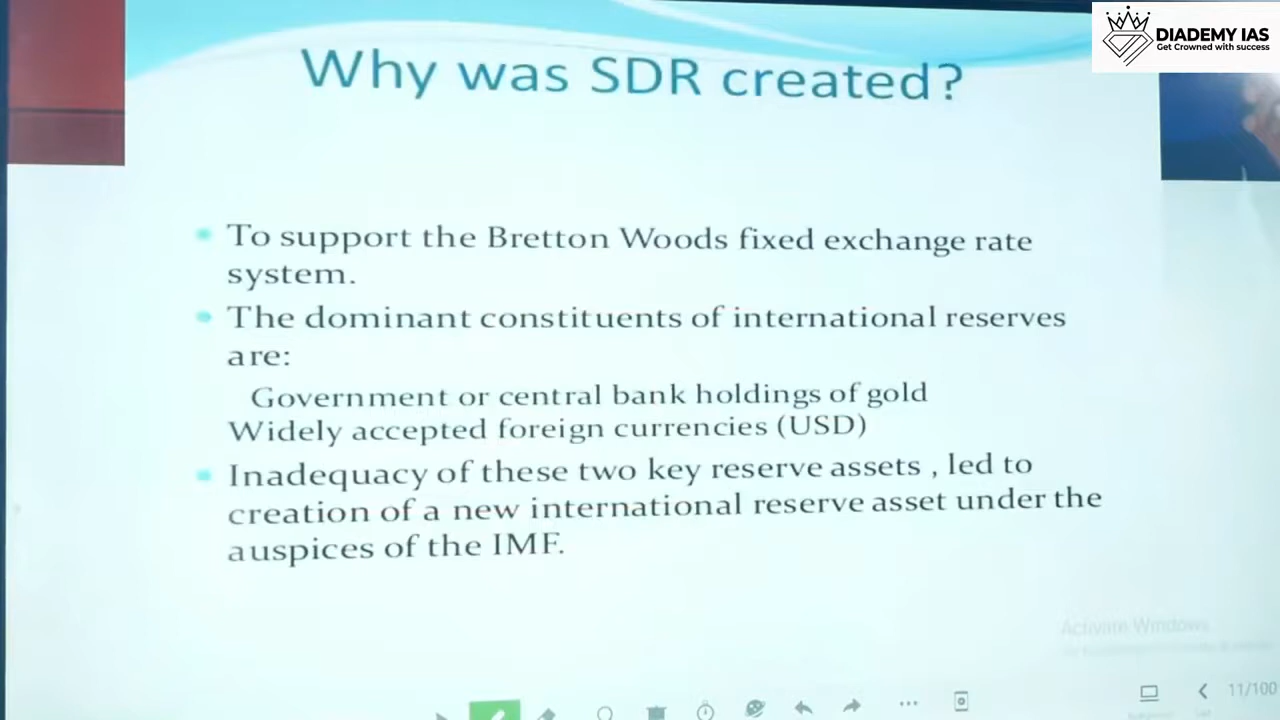 DIADEMY IAS
Get Crowned with success
Why was SDR created?
To support the Bretton Woods fixed exchange rate
system.
The dominant constituents of international reserves
are:
Government or central bank holdings of gold
Widely accepted foreign currencies (USD)
Inadequacy of these two key reserve assets , led to
creation of a new international reserve asset under the
auspices of the IMF.
Activate Windows
11/100